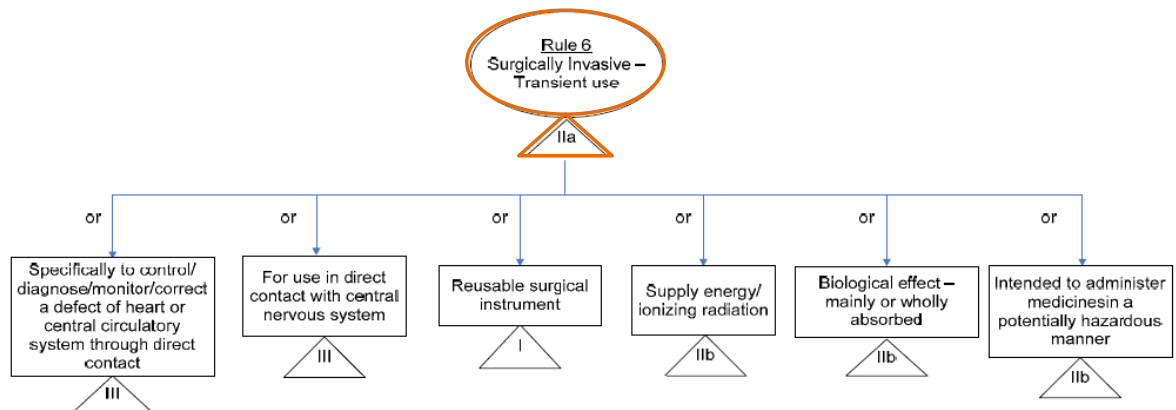 Rule 6
Surgically Invasive –
Transient use
IIa
or
or
or
or
or
or
Specifically to control/
diagnose/monitor/correct
a defect of heart or
central circulatory
system through direct
contact
III
For use in direct
contact with central
nervous system
III
Reusable surgical
instrument
I
Supply energy/
ionizing radiation
IIb
Biological effect –
mainly or wholly
absorbed
IIb
Intended to administer
medicinesin a
potentially hazardous
manner
IIb